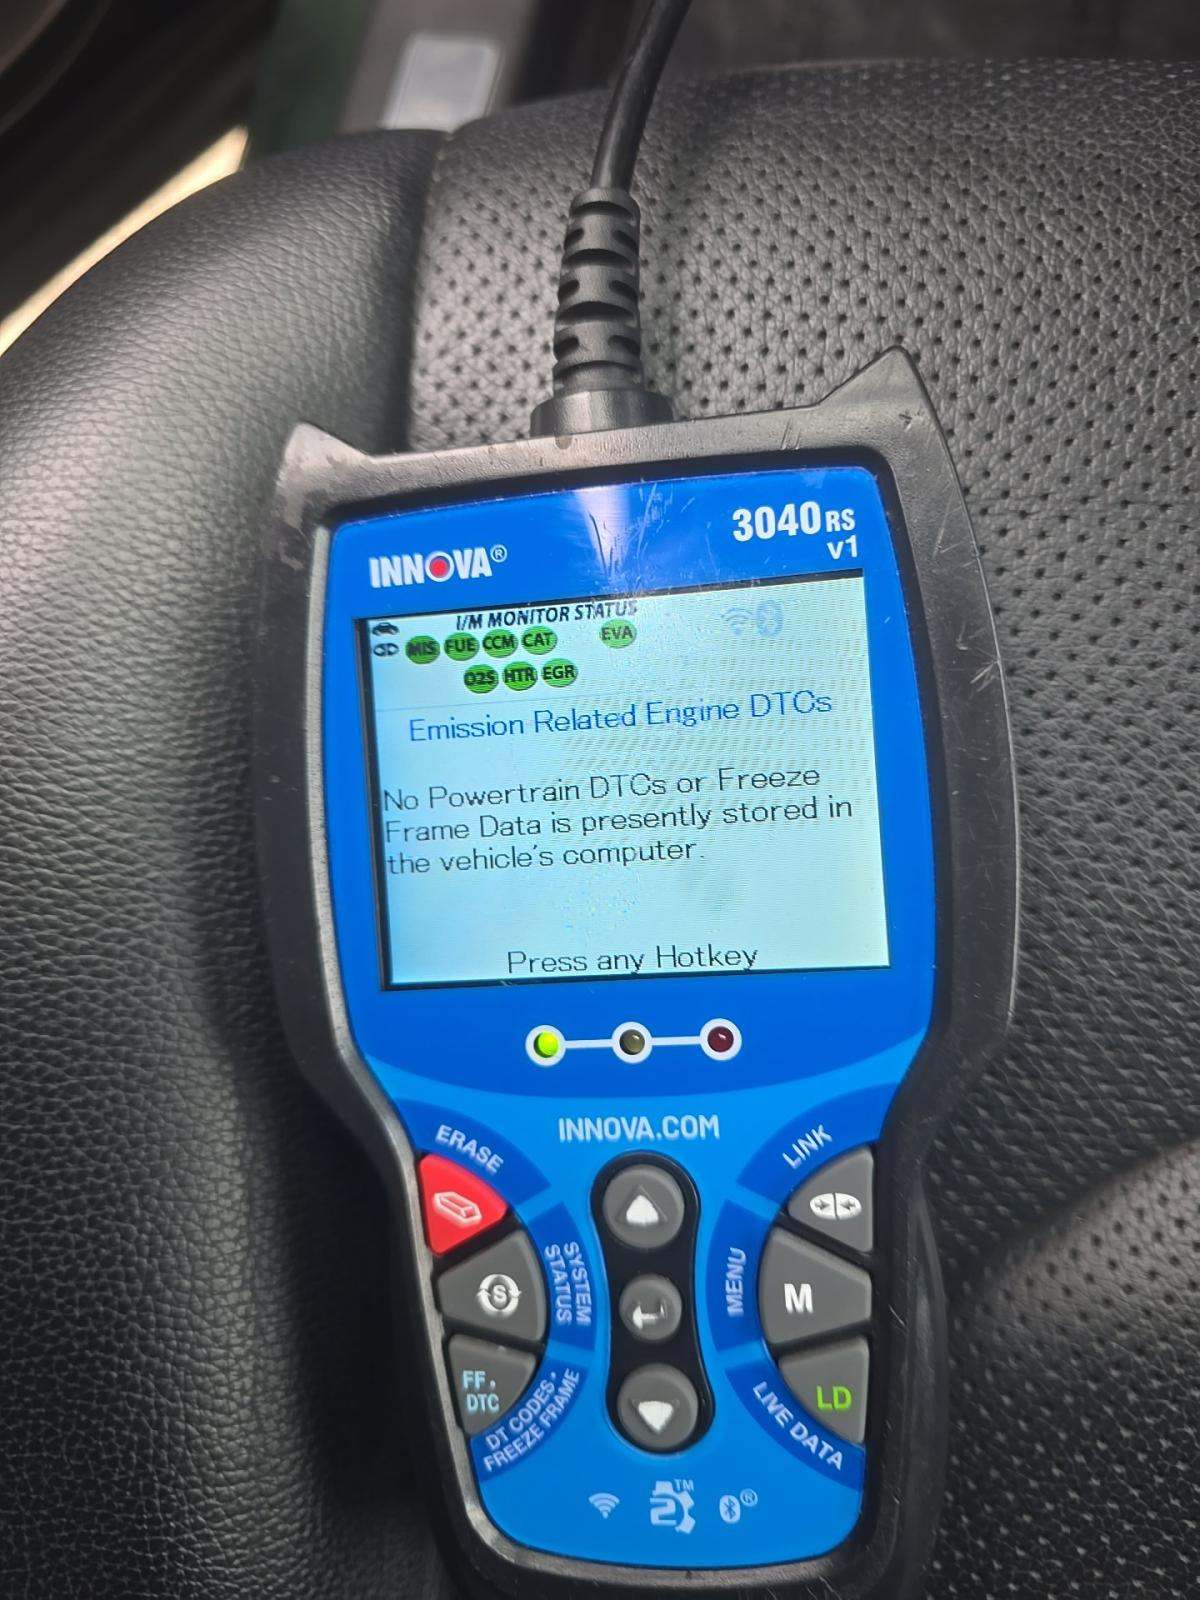 INNOVA®
3040RS
v1
I/M MONITOR STATUS
MIS FUE CCM CAT EVA
O2S HTR EGR
Emission Related Engine DTCs
No Powertrain DTCs or Freeze
Frame Data is presently stored in
the vehicle's computer.
Press any Hotkey
INNOVA.COM
ERASE
LINK
S
SYSTEM
STATUS
MENU
M
FF.
DTC
DT CODES •
FREEZE FRAME
LIVE DATA
LD
2 TM
®